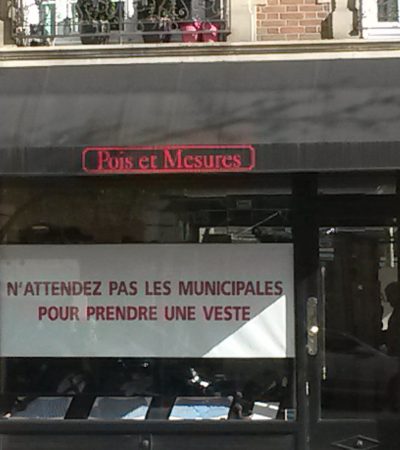 Pois et Mesures
N'ATTENDEZ PAS LES MUNICIPALES
POUR PRENDRE UNE VESTE